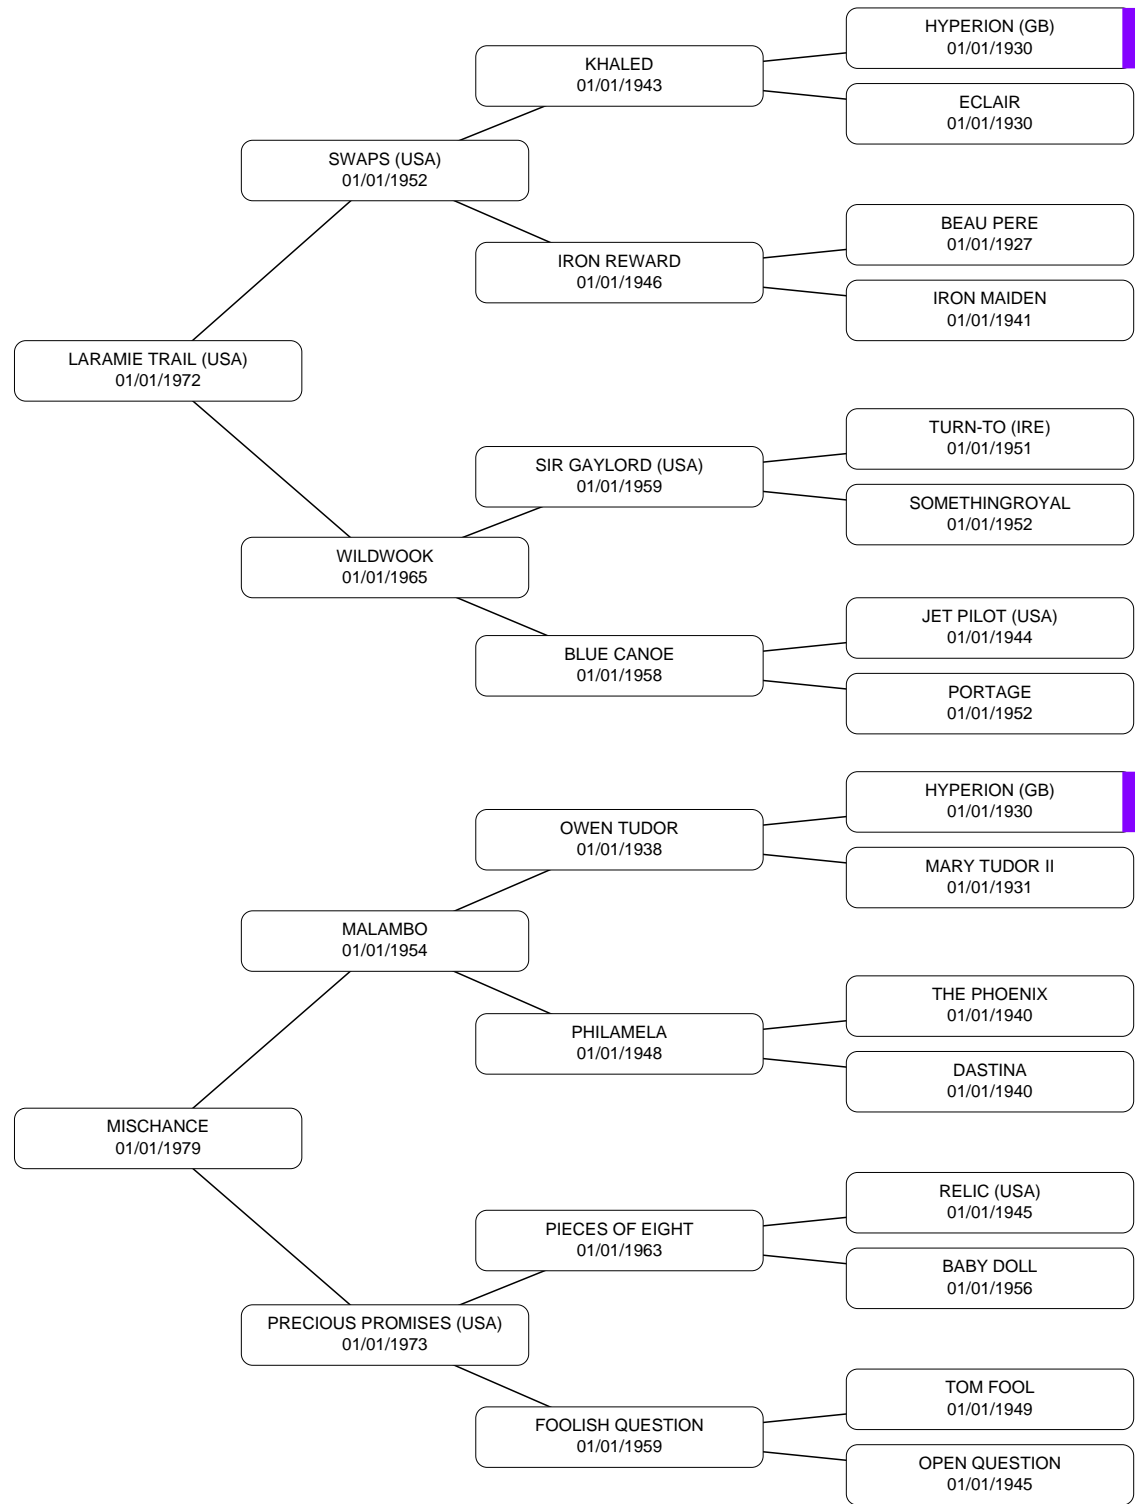 HYPERION (GB)
01/01/1930
KHALED
01/01/1943
ECLAIR
01/01/1930
SWAPS (USA)
01/01/1952
BEAU PERE
01/01/1927
IRON REWARD
01/01/1946
IRON MAIDEN
01/01/1941
LARAMIE TRAIL (USA)
01/01/1972
TURN-TO (IRE)
01/01/1951
SIR GAYLORD (USA)
01/01/1959
SOMETHINGROYAL
01/01/1952
WILDWOOK
01/01/1965
JET PILOT (USA)
01/01/1944
BLUE CANOE
01/01/1958
PORTAGE
01/01/1952
HYPERION (GB)
01/01/1930
OWEN TUDOR
01/01/1938
MARY TUDOR II
01/01/1931
MALAMBO
01/01/1954
THE PHOENIX
01/01/1940
PHILAMELA
01/01/1948
DASTINA
01/01/1940
MISCHANCE
01/01/1979
RELIC (USA)
01/01/1945
PIECES OF EIGHT
01/01/1963
BABY DOLL
01/01/1956
PRECIOUS PROMISES (USA)
01/01/1973
TOM FOOL
01/01/1949
FOOLISH QUESTION
01/01/1959
OPEN QUESTION
01/01/1945